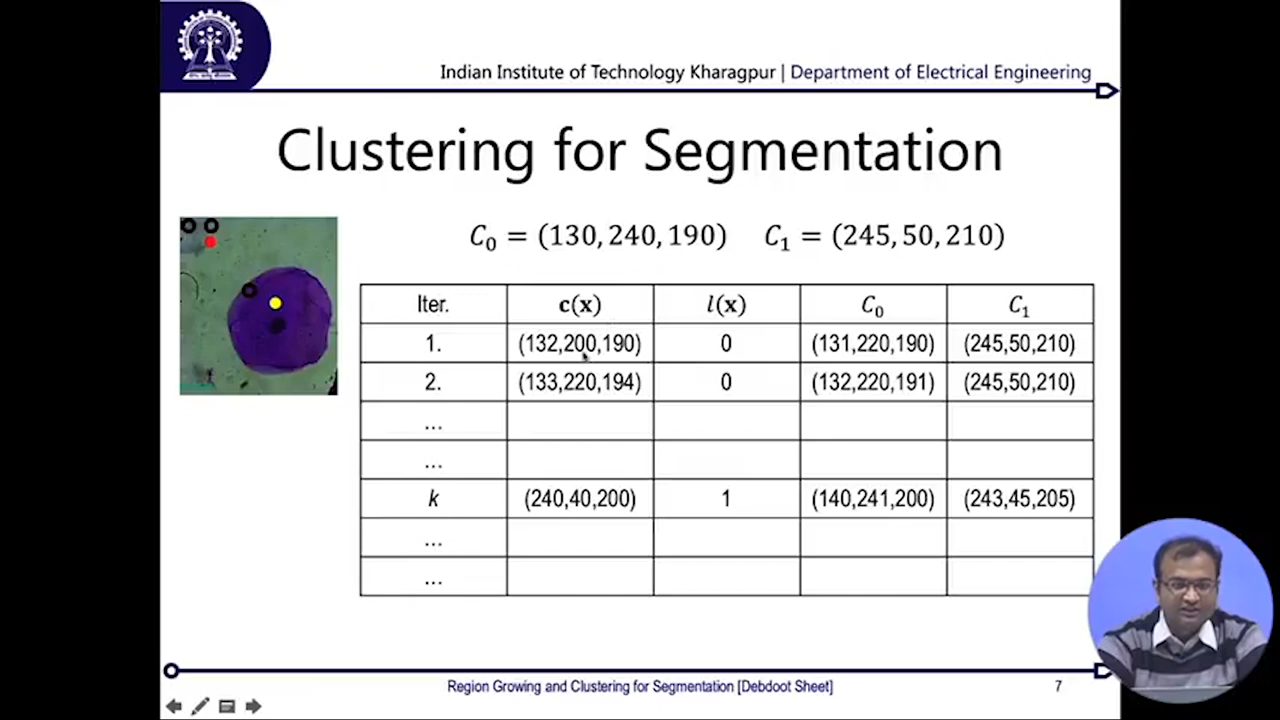 Indian Institute of Technology Kharagpur | Department of Electrical Engineering
Clustering for Segmentation
C₀ = (130, 240, 190) C₁ = (245, 50, 210)
Iter. c(x) l(x) C₀ C₁
1. (132,200,190) 0 (131,220,190) (245,50,210)
2. (133,220,194) 0 (132,220,191) (245,50,210)
...
...
k (240,40,200) 1 (140,241,200) (243,45,205)
...
...
Region Growing and Clustering for Segmentation [Debdoot Sheet] 7